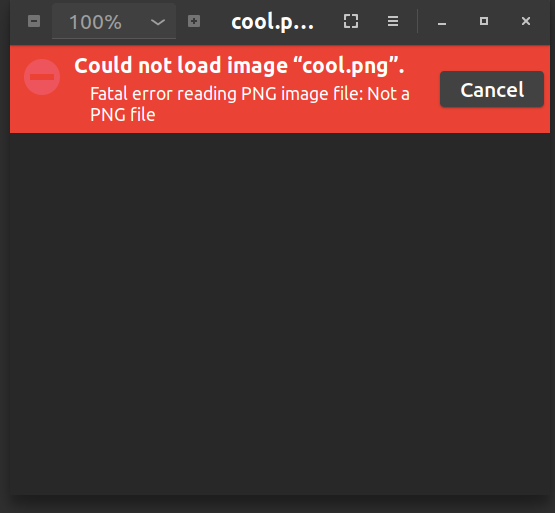 100%
cool.p...
Could not load image “cool.png”.
Fatal error reading PNG image file: Not a
PNG file
Cancel